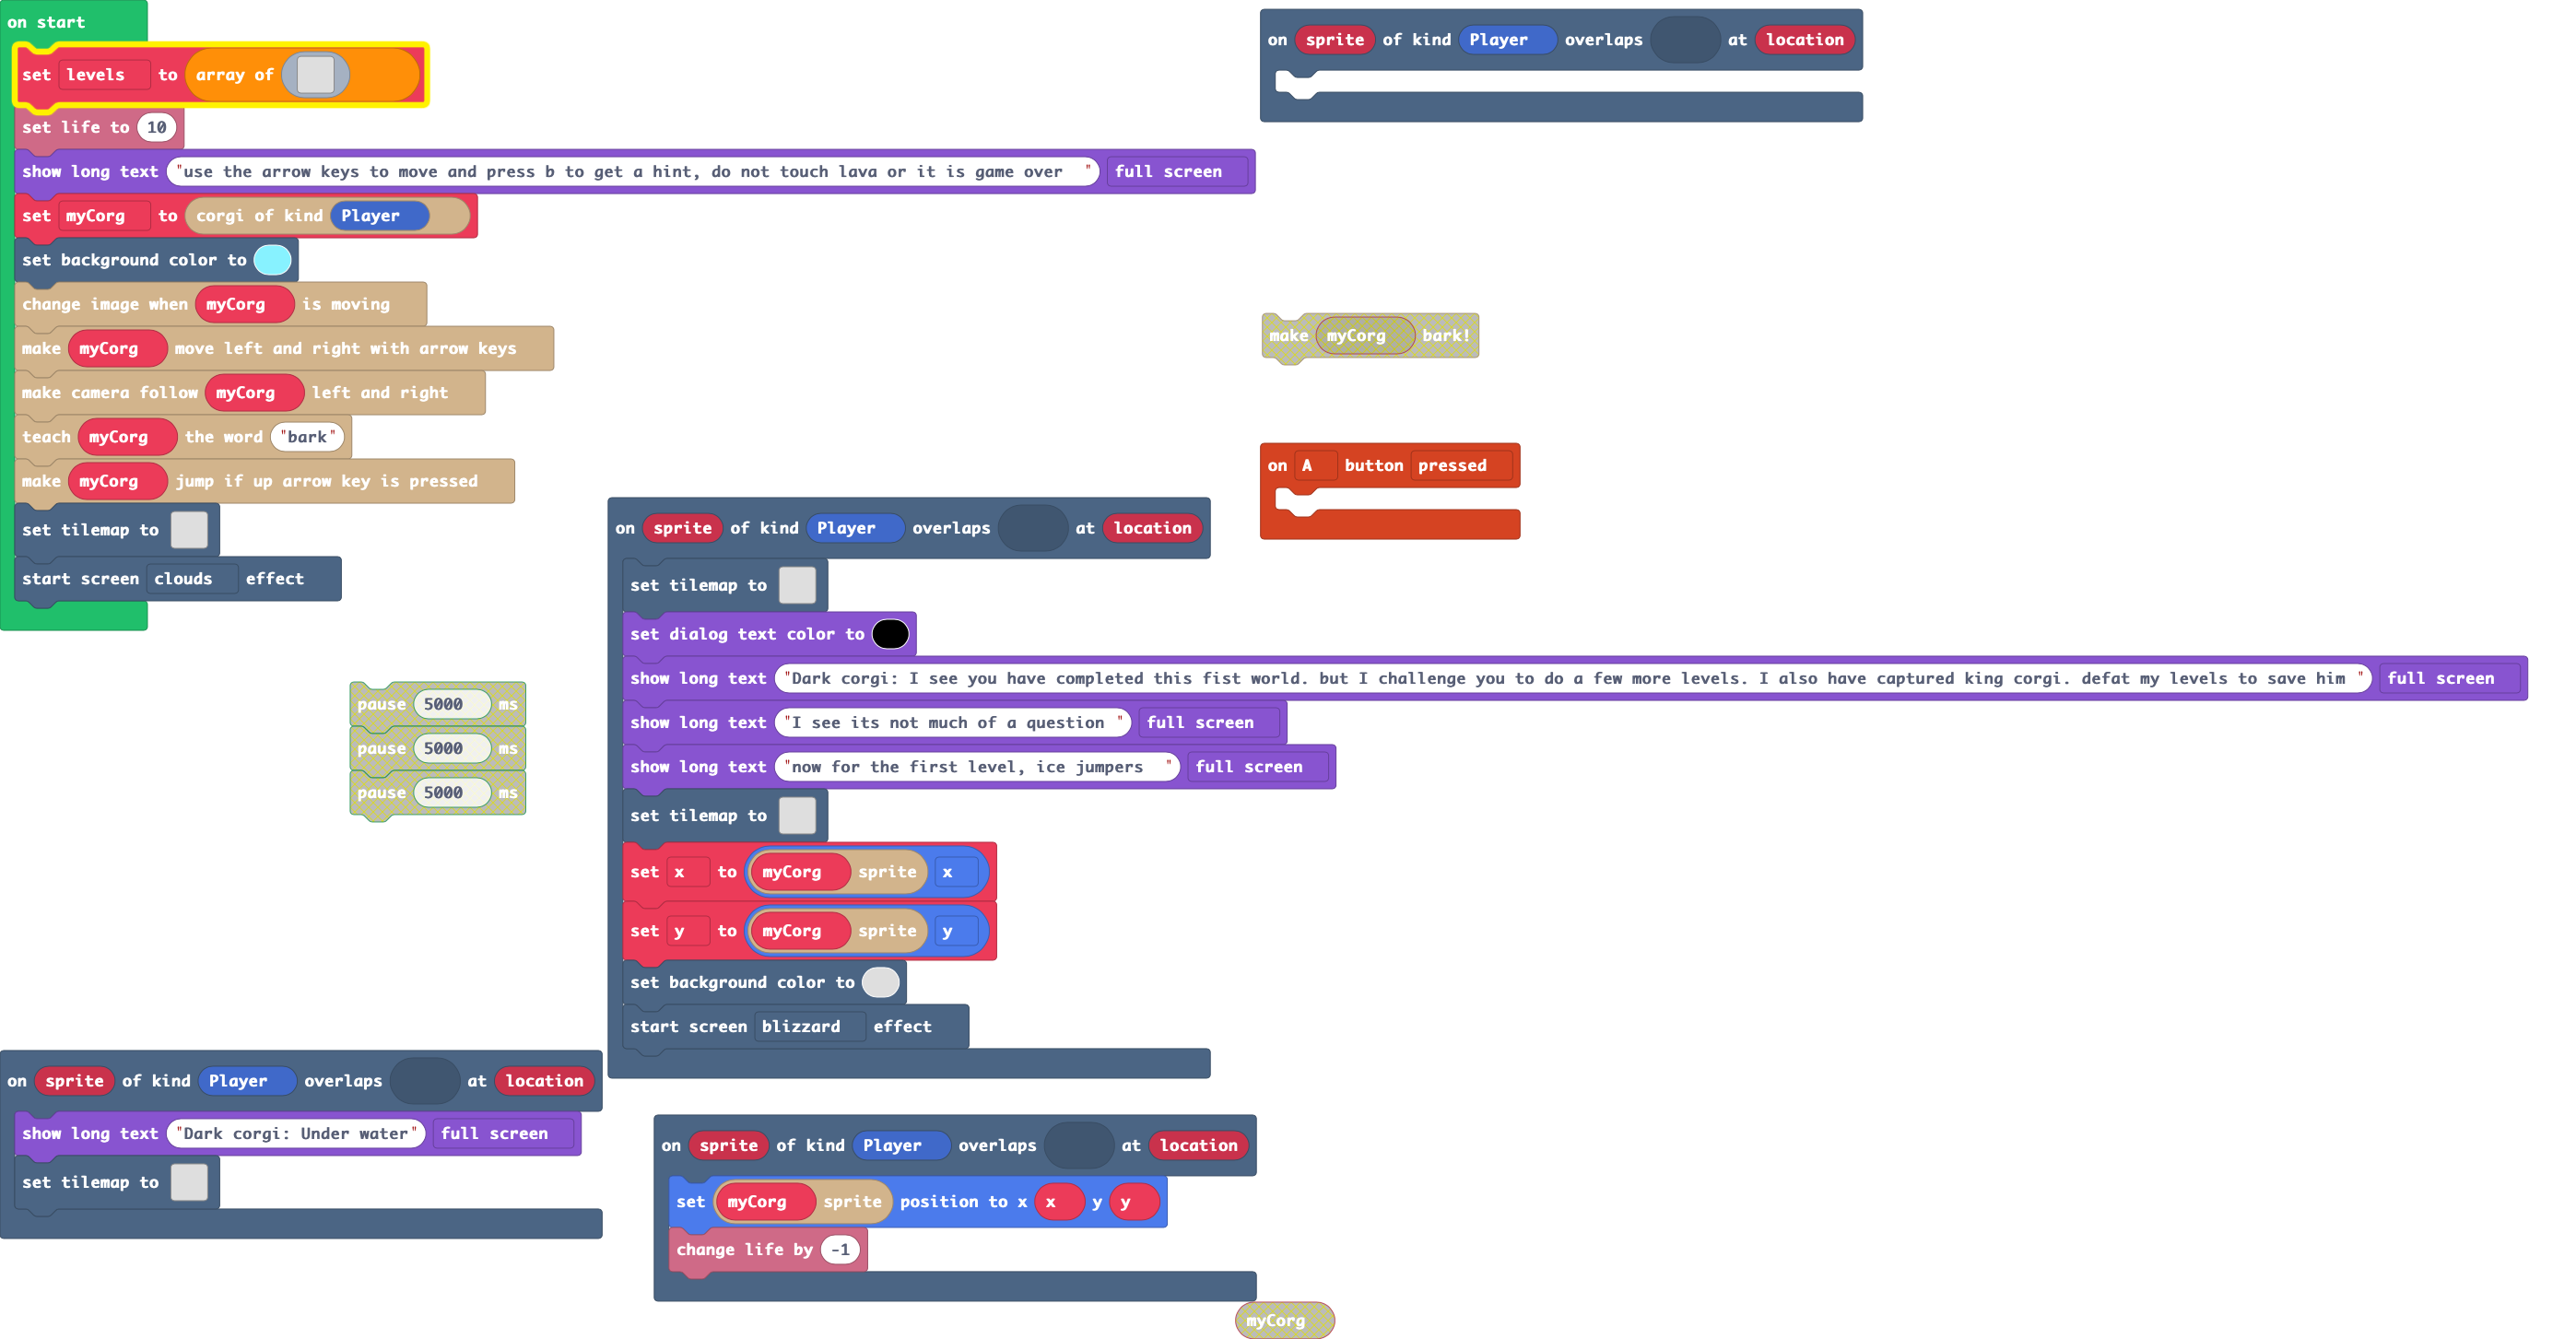 on start
set levels to array of
set life to 10
show long text "use the arrow keys to move and press b to get a hint, do not touch lava or it is game over " full screen
set myCorg to corgi of kind Player
set background color to
change image when myCorg is moving
make myCorg move left and right with arrow keys
make camera follow myCorg left and right
teach myCorg the word "bark"
make myCorg jump if up arrow key is pressed
set tilemap to
start screen clouds effect
on sprite of kind Player overlaps at location
make myCorg bark!
on A button pressed
on sprite of kind Player overlaps at location
set tilemap to
set dialog text color to
show long text "Dark corgi: I see you have completed this fist world. but I challenge you to do a few more levels. I also have captured king corgi. defat my levels to save him " full screen
show long text "I see its not much of a question " full screen
show long text "now for the first level, ice jumpers " full screen
set tilemap to
set x to myCorg sprite x
set y to myCorg sprite y
set background color to
start screen blizzard effect
pause 5000 ms
pause 5000 ms
pause 5000 ms
on sprite of kind Player overlaps at location
show long text "Dark corgi: Under water" full screen
set tilemap to
on sprite of kind Player overlaps at location
set myCorg sprite position to x x y y
change life by -1
myCorg